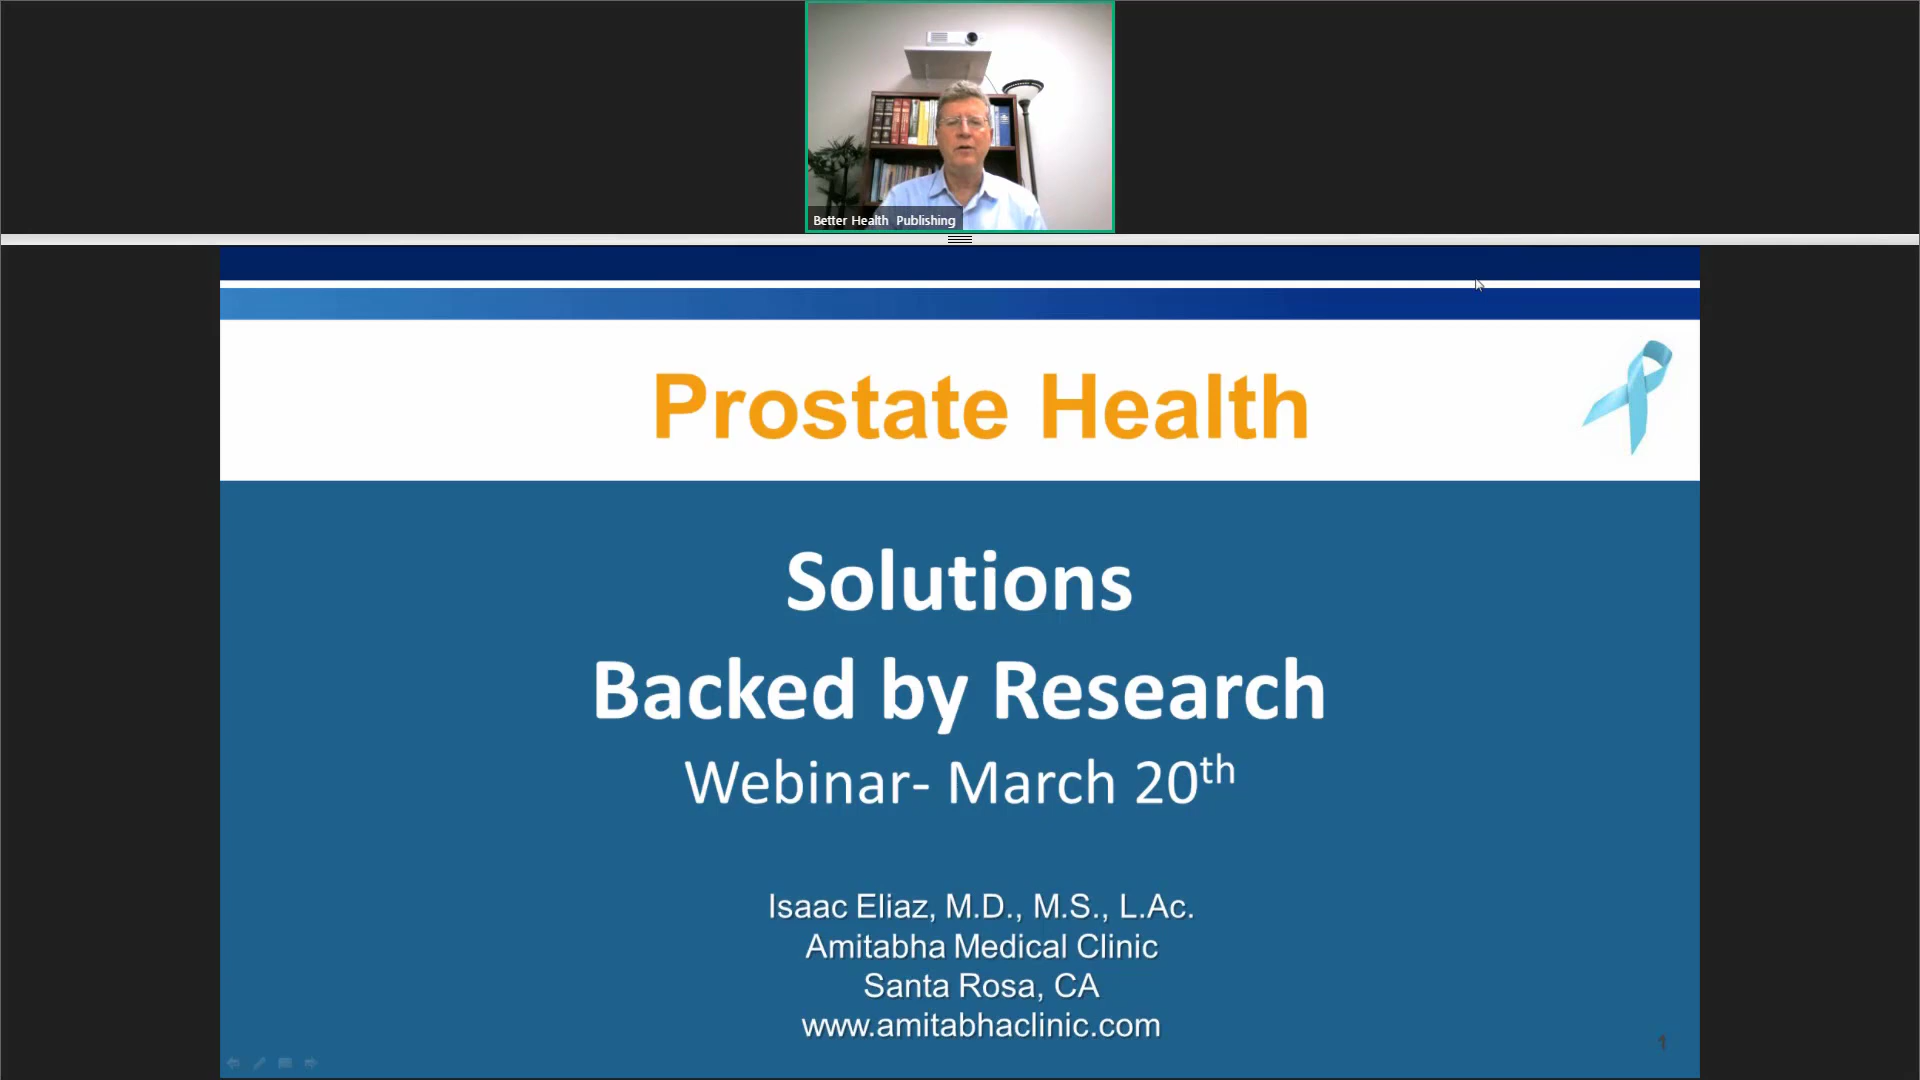 Better Health Publishing
Prostate Health
Solutions
Backed by Research
Webinar- March 20th
Isaac Eliaz, M.D., M.S., L.Ac.
Amitabha Medical Clinic
Santa Rosa, CA
www.amitabhaclinic.com
1